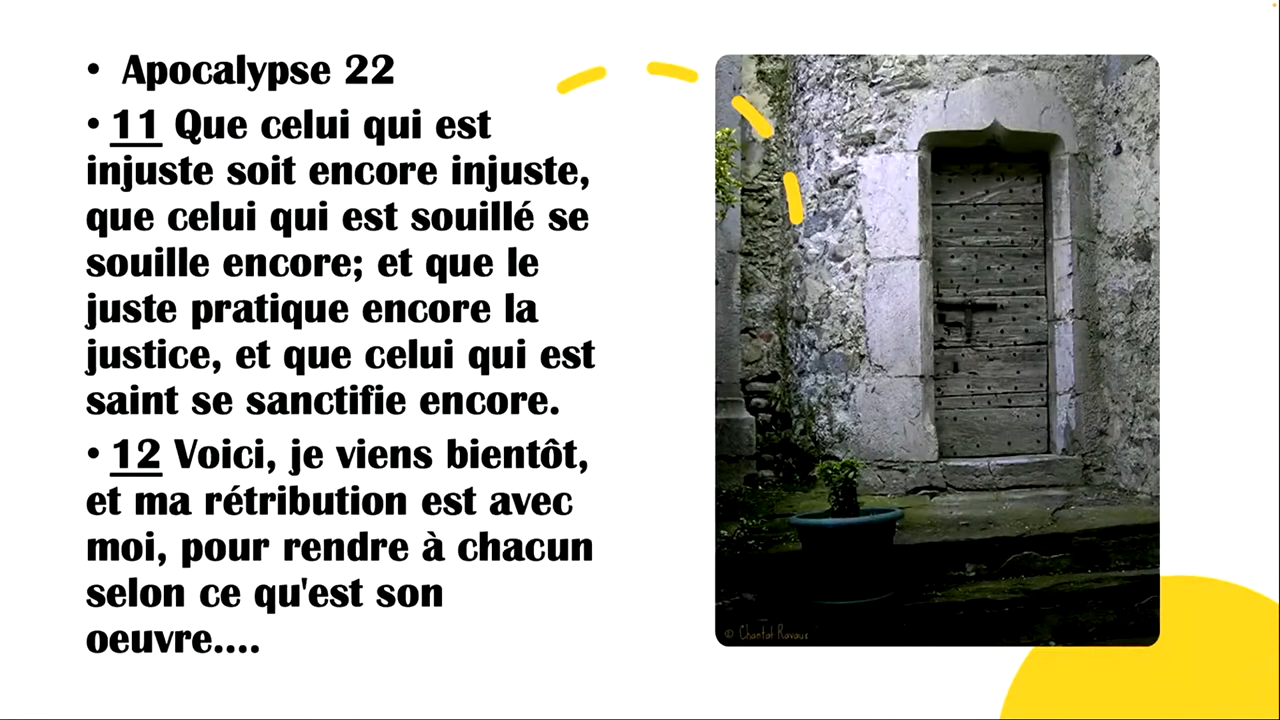 • Apocalypse 22
• 11 Que celui qui est
injuste soit encore injuste,
que celui qui est souillé se
souille encore; et que le
juste pratique encore la
justice, et que celui qui est
saint se sanctifie encore.
• 12 Voici, je viens bientôt,
et ma rétribution est avec
moi, pour rendre à chacun
selon ce qu'est son
oeuvre....
© Chantal